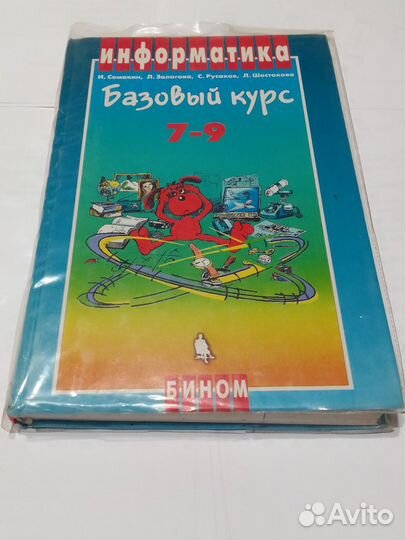 информатика
И. Семакин, Л. Залогова, С. Русаков, Л. Шестакова
Базовый курс
7-9
БИНОМ
Avito